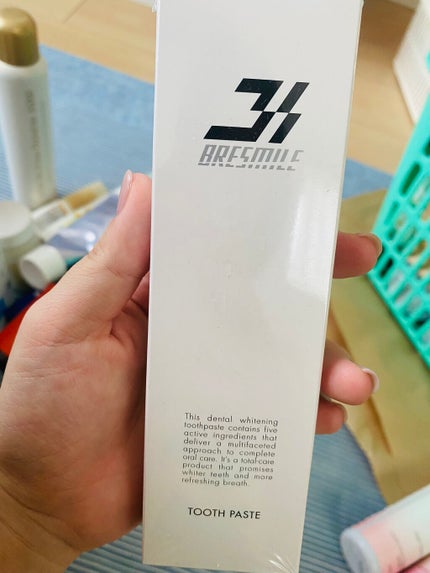 BRESMILE
This dental whitening
toothpaste contains five
active ingredients that
deliver a multifaceted
approach to complete
oral care. It's a total-care
product that promises
whiter teeth and more
refreshing breath.
TOOTH PASTE